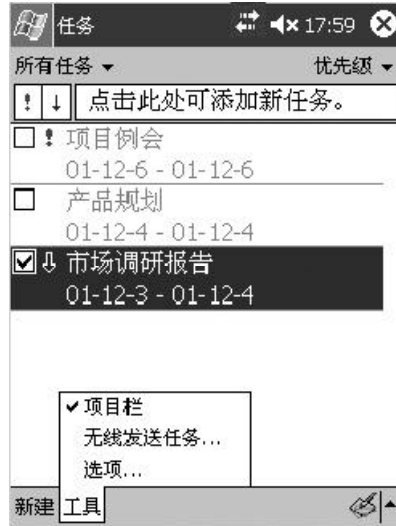 任务 17:59
所有任务 优先级
! ↓ 点击此处可添加新任务。
! 项目例会
01-12-6 - 01-12-6
产品规划
01-12-4 - 01-12-4
↓ 市场调研报告
01-12-3 - 01-12-4
项目栏
无线发送任务...
选项...
新建 工具